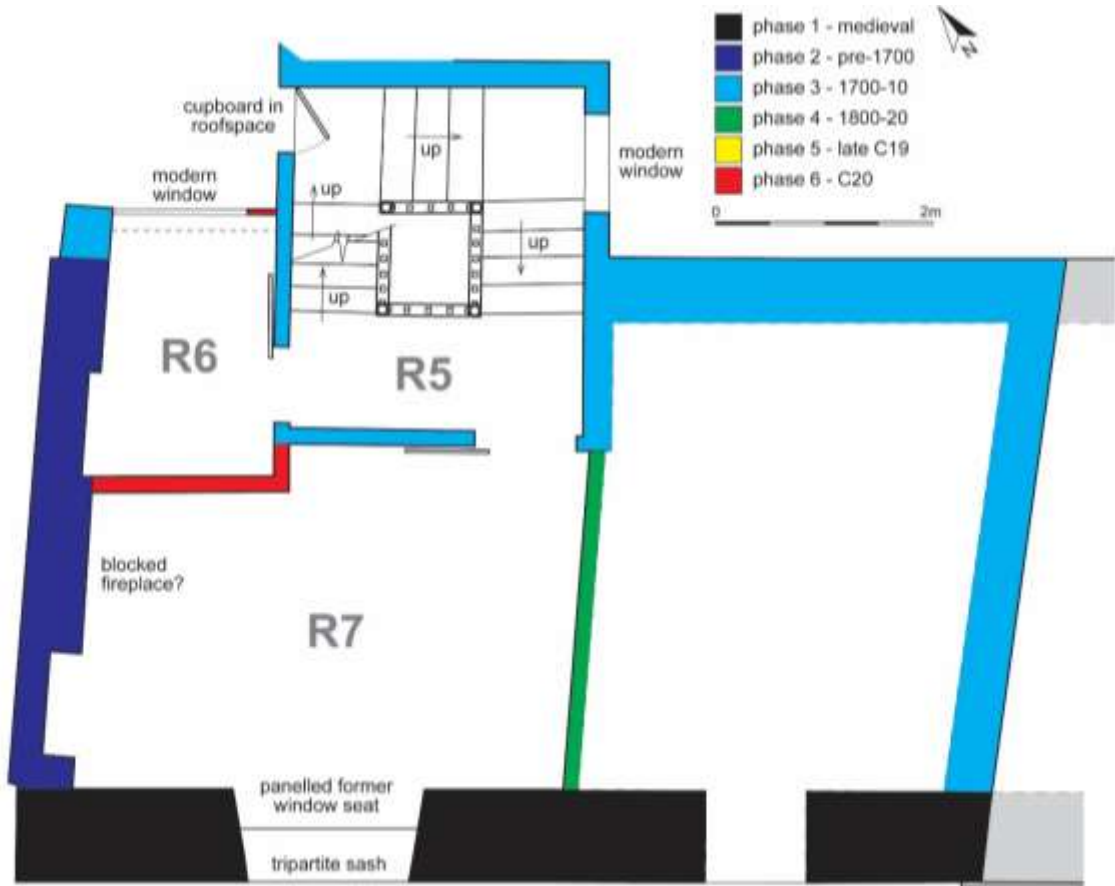 phase 1 - medieval
phase 2 - pre-1700
phase 3 - 1700-10
phase 4 - 1800-20
phase 5 - late C19
phase 6 - C20
0
2m
N
cupboard in
roofspace
up
modern
window
modern
window
up
up
up
R6
R5
blocked
fireplace?
R7
panelled former
window seat
tripartite sash